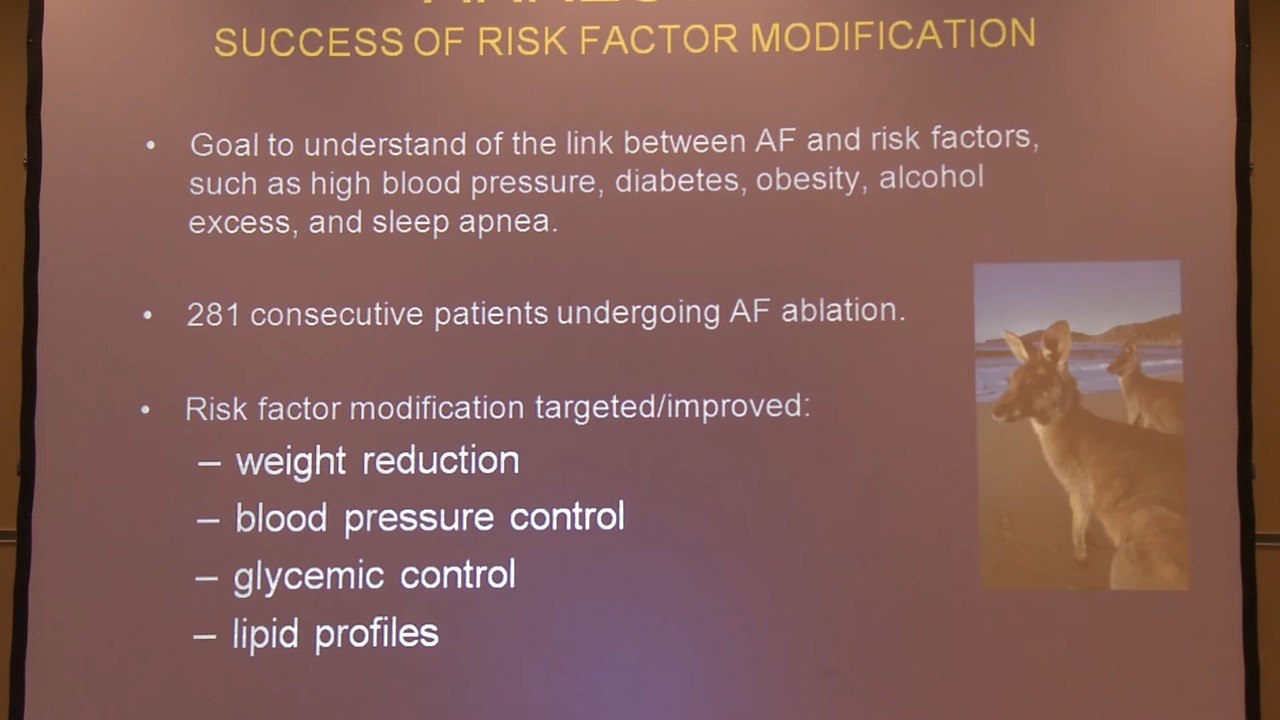 SUCCESS OF RISK FACTOR MODIFICATION
• Goal to understand of the link between AF and risk factors,
such as high blood pressure, diabetes, obesity, alcohol
excess, and sleep apnea.
• 281 consecutive patients undergoing AF ablation.
• Risk factor modification targeted/improved:
– weight reduction
– blood pressure control
– glycemic control
– lipid profiles